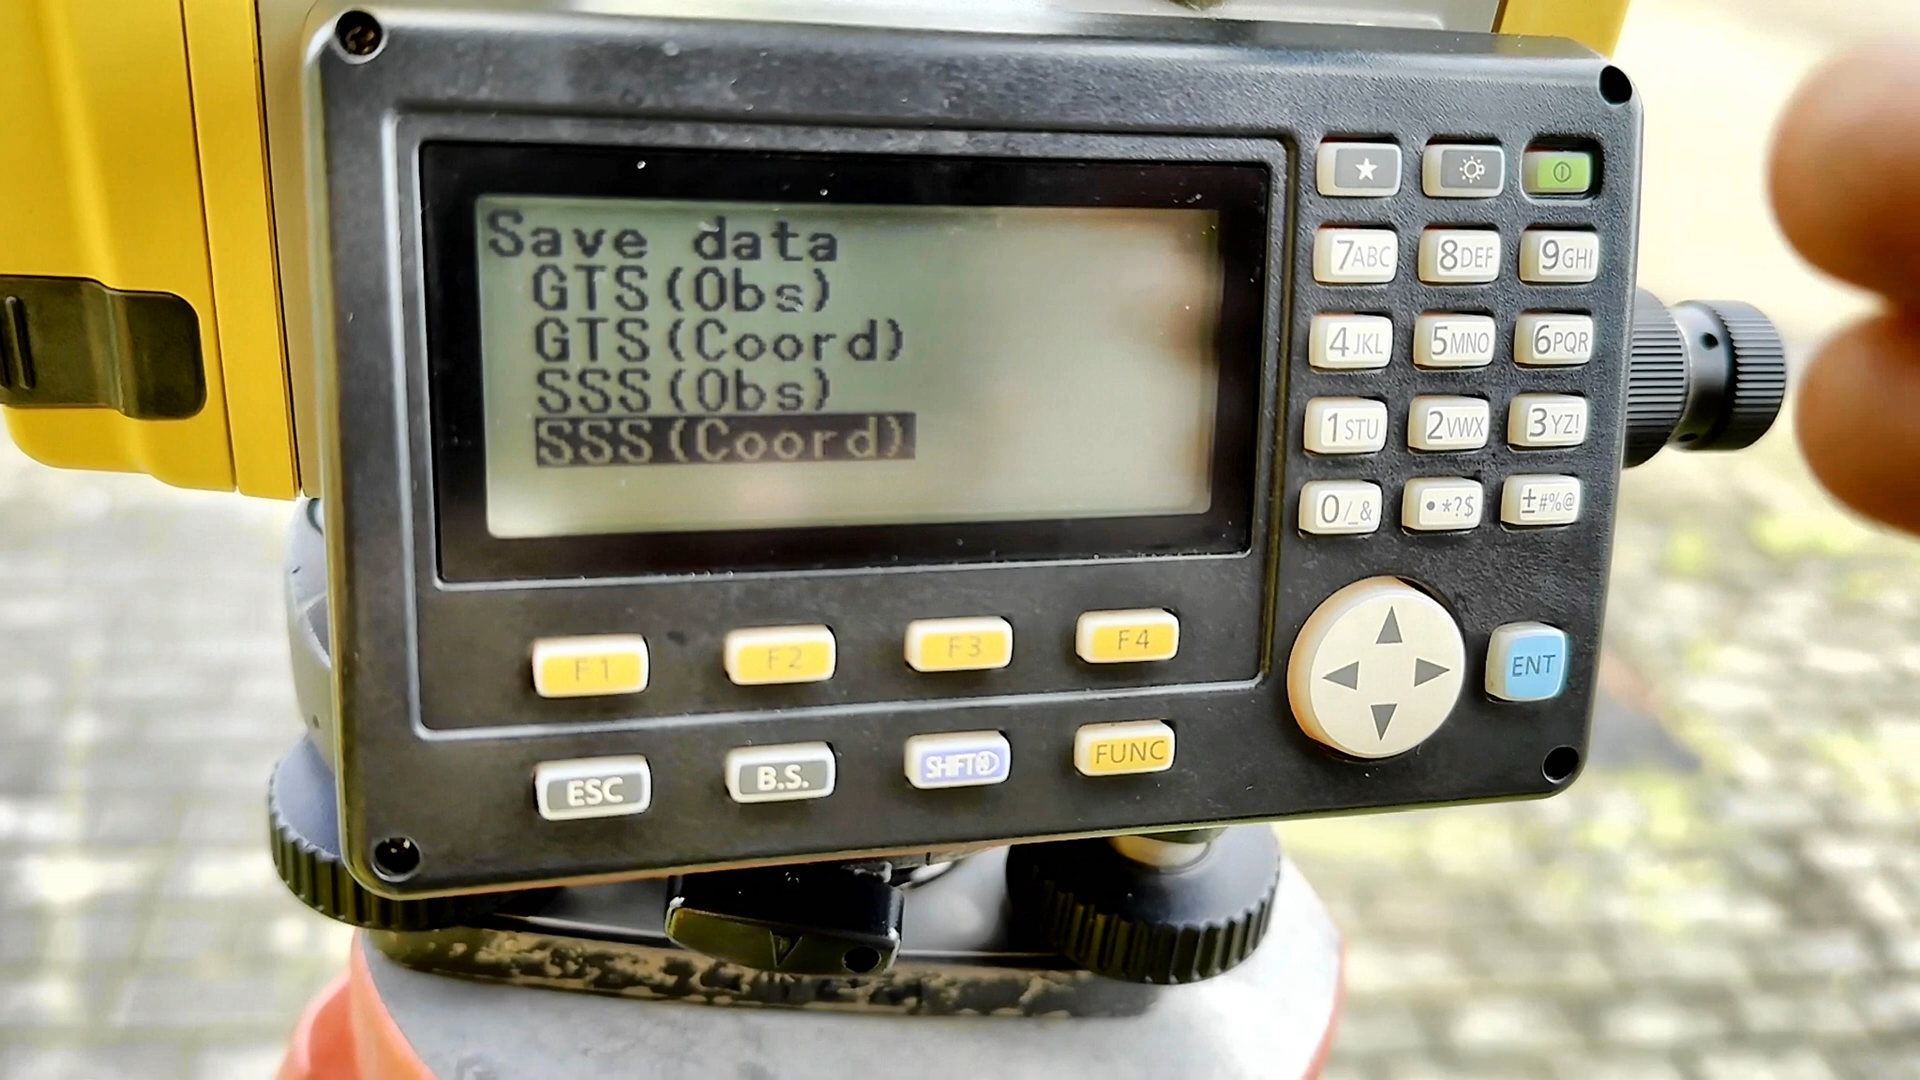 Save data
GTS(Obs)
GTS(Coord)
SSS(Obs)
SSS(Coord)
7ABC 8DEF 9GHI
4JKL 5MNO 6PQR
1STU 2VWX 3YZ!
0/_& •*?$ ±#%@
F1 F2 F3 F4
ENT
ESC B.S. SHIFT FUNC